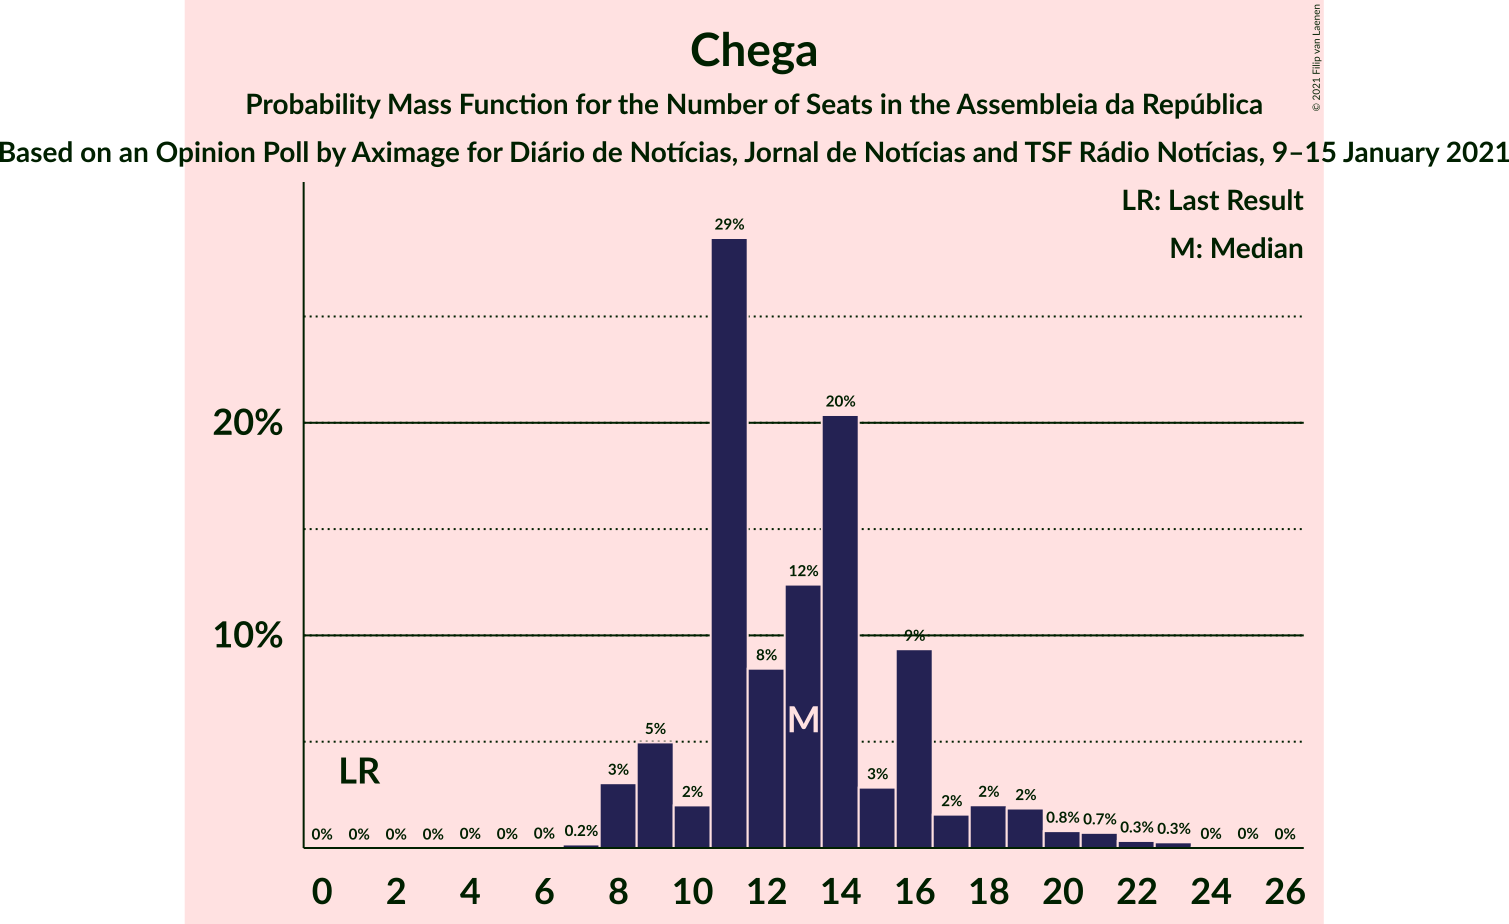 Chega
Probability Mass Function for the Number of Seats in the Assembleia da República
Based on an Opinion Poll by Aximage for Diário de Notícias, Jornal de Notícias and TSF Rádio Notícias, 9–15 January 2021
© 2021 Filip van Laenen
LR: Last Result
M: Median
29%
20%
20%
12%
10%
9%
8%
M
5%
LR
3%
3%
2%
2%
2%
2%
0% 0% 0% 0% 0% 0% 0% 0.2%
0.8% 0.7% 0.3% 0.3% 0% 0% 0%
0 2 4 6 8 10 12 14 16 18 20 22 24 26